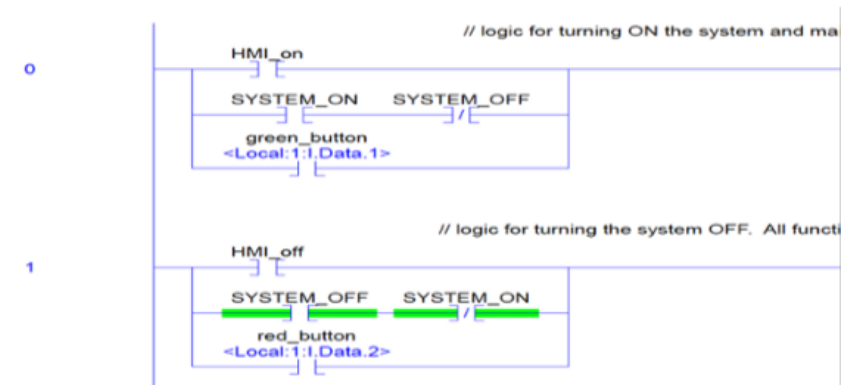 // logic for turning ON the system and ma
0
HMI_on
SYSTEM_ON SYSTEM_OFF
green_button
<Local:1:I.Data.1>
// logic for turning the system OFF. All functi
1
HMI_off
SYSTEM_OFF SYSTEM_ON
red_button
<Local:1:I.Data.2>